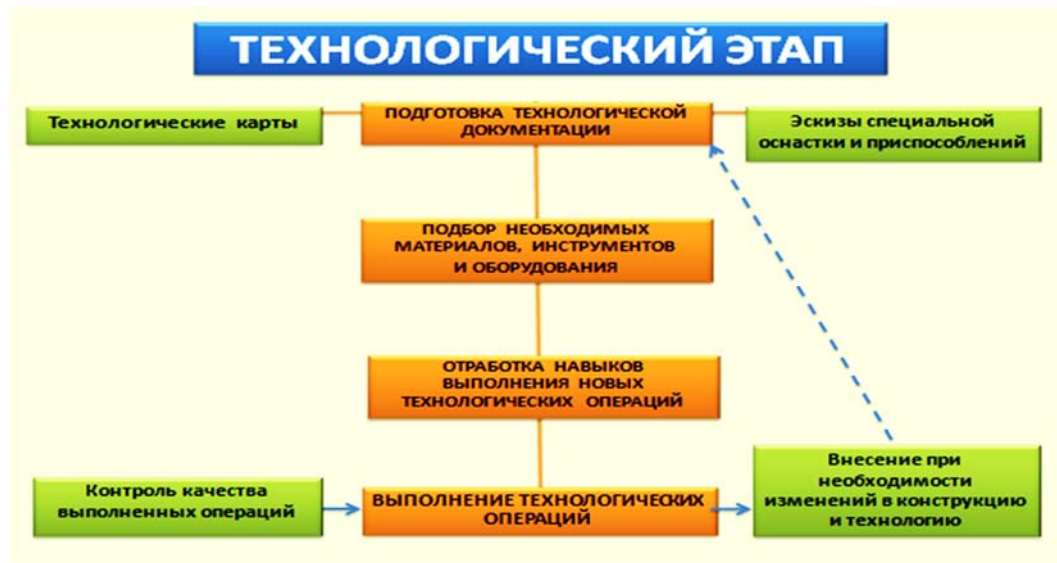 ТЕХНОЛОГИЧЕСКИЙ ЭТАП
Технологические карты
ПОДГОТОВКА ТЕХНОЛОГИЧЕСКОЙ
ДОКУМЕНТАЦИИ
Эскизы специальной
оснастки и приспособлений
ПОДБОР НЕОБХОДИМЫХ
МАТЕРИАЛОВ, ИНСТРУМЕНТОВ
И ОБОРУДОВАНИЯ
ОТРАБОТКА НАВЫКОВ
ВЫПОЛНЕНИЯ НОВЫХ
ТЕХНОЛОГИЧЕСКИХ ОПЕРАЦИЙ
Контроль качества
выполненных операций
ВЫПОЛНЕНИЕ ТЕХНОЛОГИЧЕСКИХ
ОПЕРАЦИЙ
Внесение при
необходимости
изменений в конструкцию
и технологию